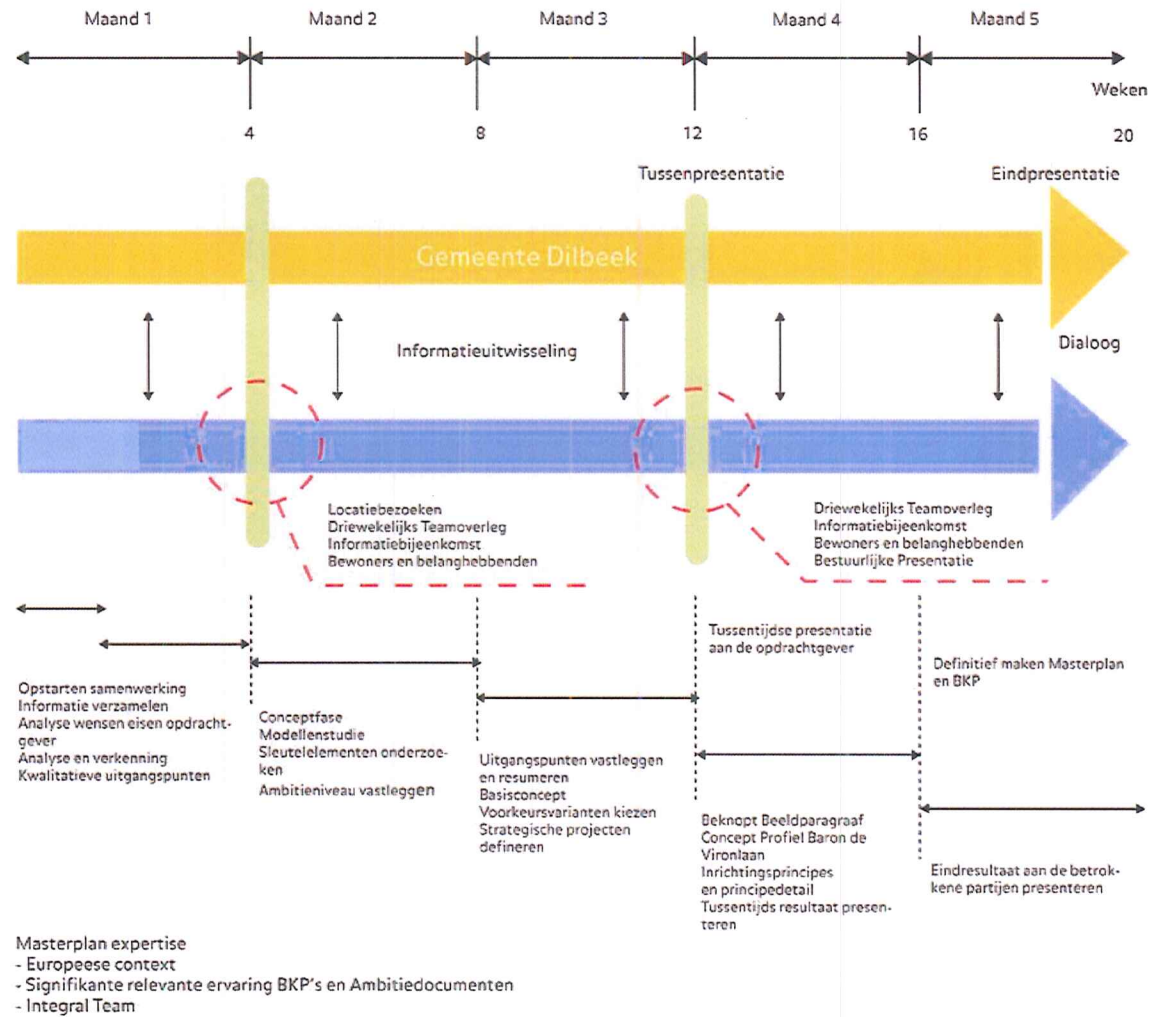 Maand 1
Maand 2
Maand 3
Maand 4
Maand 5
Weken
4
8
12
16
20
Tussenpresentatie
Eindpresentatie
Gemeente Dilbeek
Informatieuitwisseling
Dialoog
Locatiebezoeken
Driewekelijks Teamoverleg
Informatiebijeenkomst
Bewoners en belanghebbenden
Driewekelijks Teamoverleg
Informatiebijeenkomst
Bewoners en belanghebbenden
Bestuurlijke Presentatie
Opstarten samenwerking
Informatie verzamelen
Analyse wensen eisen opdracht-
gever
Analyse en verkenning
Kwalitatieve uitgangspunten
Conceptfase
Modellenstudie
Sleutelelementen onderzoe-
ken
Ambitieniveau vastleggen
Uitgangspunten vastleggen
en resumeren
Basisconcept
Voorkeursvarianten kiezen
Strategische projecten
defineren
Tussentijdse presentatie
aan de opdrachtgever
Beknopt Beeldparagraaf
Concept Profiel Baron de
Vironlaan
Inrichtingsprincipes
en principedetail
Tussentijds resultaat presen-
teren
Definitief maken Masterplan
en BKP
Eindresultaat aan de betrok-
kene partijen presenteren
Masterplan expertise
- Europeese context
- Signifikante relevante ervaring BKP's en Ambitiedocumenten
- Integral Team